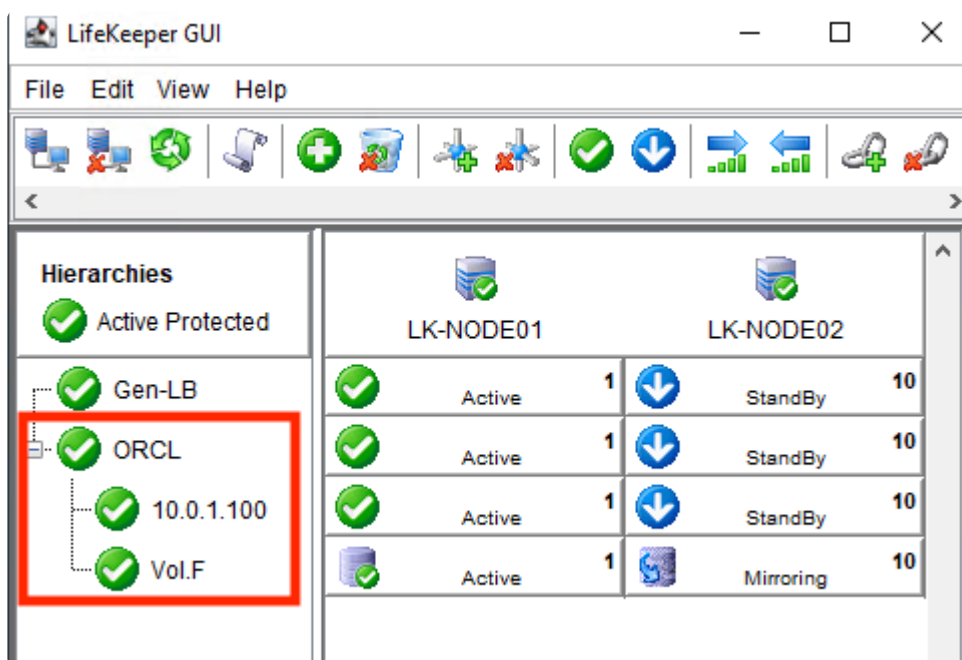 LifeKeeper GUI
File Edit View Help
Hierarchies
Active Protected
LK-NODE01 LK-NODE02
Gen-LB Active 1 StandBy 10
ORCL Active 1 StandBy 10
10.0.1.100 Active 1 StandBy 10
Vol.F Active 1 Mirroring 10